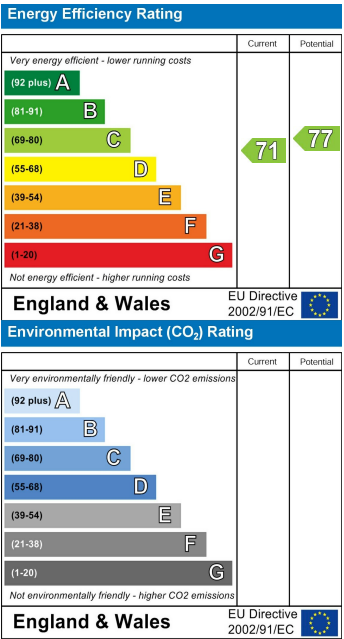 Energy Efficiency Rating
Current Potential
Very energy efficient - lower running costs
(92 plus) A
(81-91) B
(69-80) C
71 77
(55-68) D
(39-54) E
(21-38) F
(1-20) G
Not energy efficient - higher running costs
England & Wales
EU Directive
2002/91/EC
Environmental Impact (CO₂) Rating
Current Potential
Very environmentally friendly - lower CO2 emissions
(92 plus) A
(81-91) B
(69-80) C
(55-68) D
(39-54) E
(21-38) F
(1-20) G
Not environmentally friendly - higher CO2 emissions
England & Wales
EU Directive
2002/91/EC